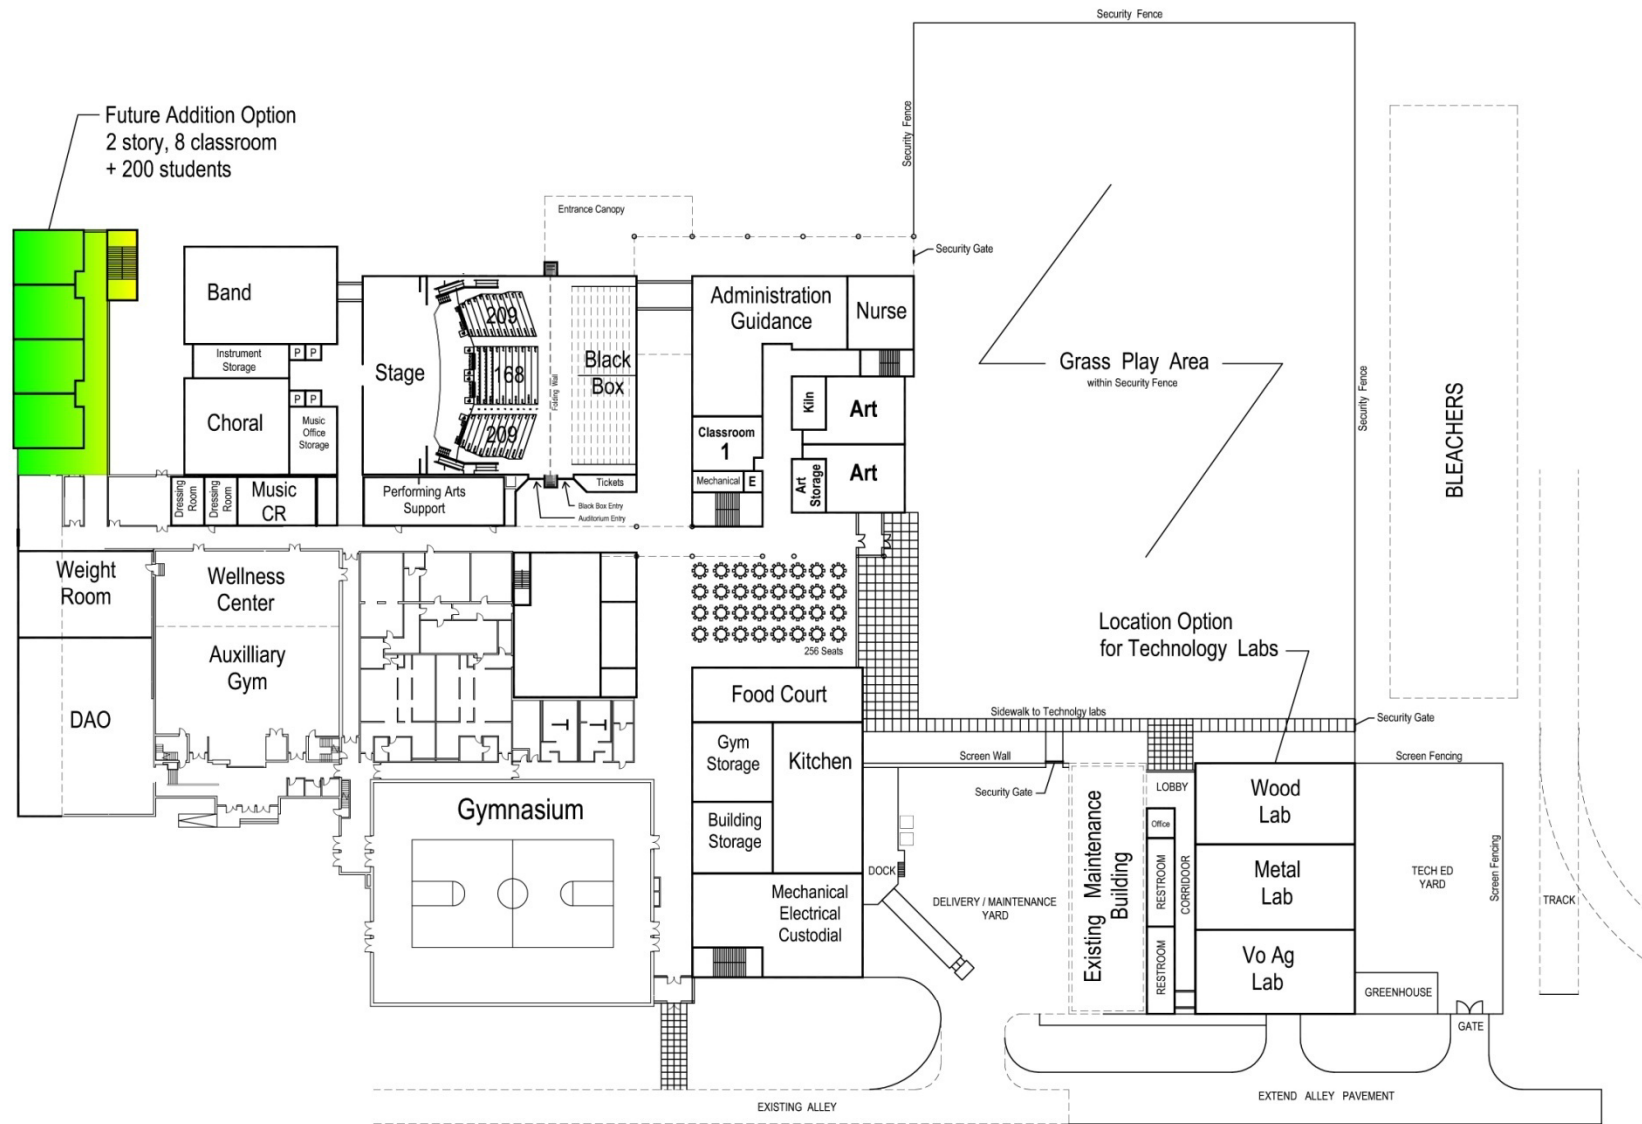 Security Fence
Future Addition Option
2 story, 8 classroom
+ 200 students
Security Fence
Entrance Canopy
Security Gate
Band
Instrument
Storage
P P
Choral
P P
Music
Office
Storage
Dressing
Room
Dressing
Room
Music
CR
Stage
209
168
209
Folding Wall
Black
Box
Performing Arts
Support
Tickets
Black Box Entry
Auditorium Entry
Administration
Guidance
Nurse
Kiln
Art
Classroom
1
Mechanical
E
Art
Storage
Art
Grass Play Area
within Security Fence
Security Fence
BLEACHERS
Weight
Room
Wellness
Center
Auxilliary
Gym
DAO
256 Seats
Food Court
Gym
Storage
Kitchen
Building
Storage
Mechanical
Electrical
Custodial
Gymnasium
DOCK
Location Option
for Technology Labs
Sidewalk to Technolgy labs
Security Gate
Screen Wall
Security Gate
Screen Fencing
DELIVERY / MAINTENANCE
YARD
Existing Maintenance
Building
LOBBY
Office
RESTROOM
RESTROOM
CORRIDOOR
Wood
Lab
Metal
Lab
Vo Ag
Lab
TECH ED
YARD
Screen Fencing
GREENHOUSE
GATE
TRACK
EXISTING ALLEY
EXTEND ALLEY PAVEMENT